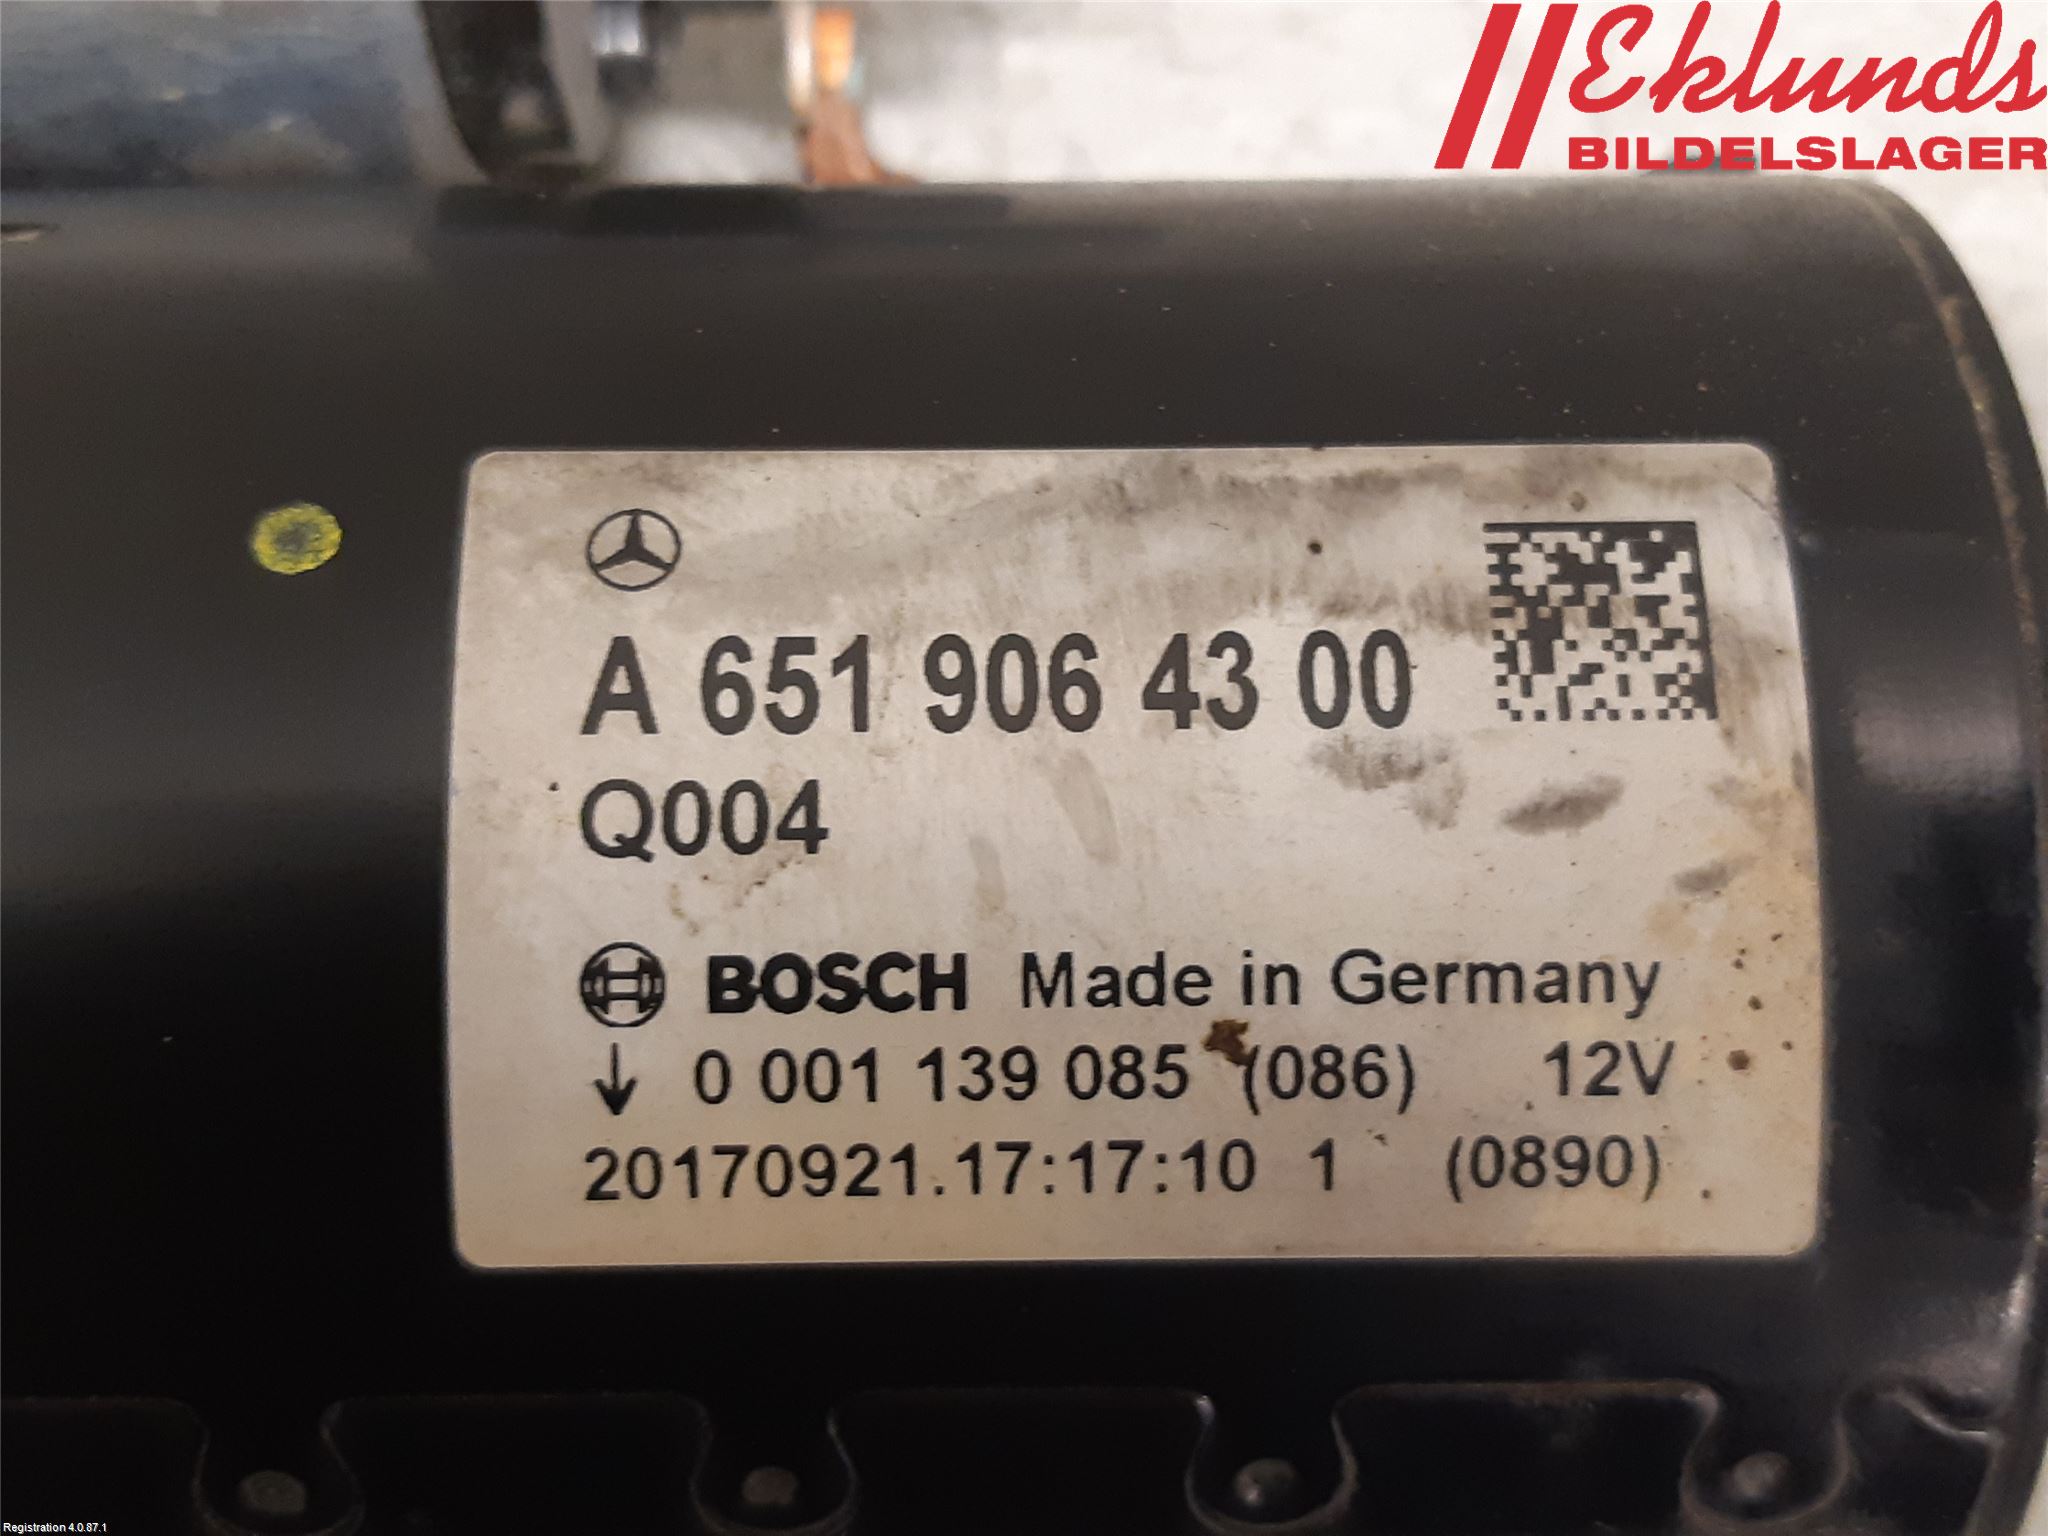 Eklunds
BILDELSLAGER
A 651 906 43 00
Q004
BOSCH Made in Germany
↓ 0 001 139 085 (086) 12V
20170921.17:17:10 1 (0890)
Registration 4.0.87.1